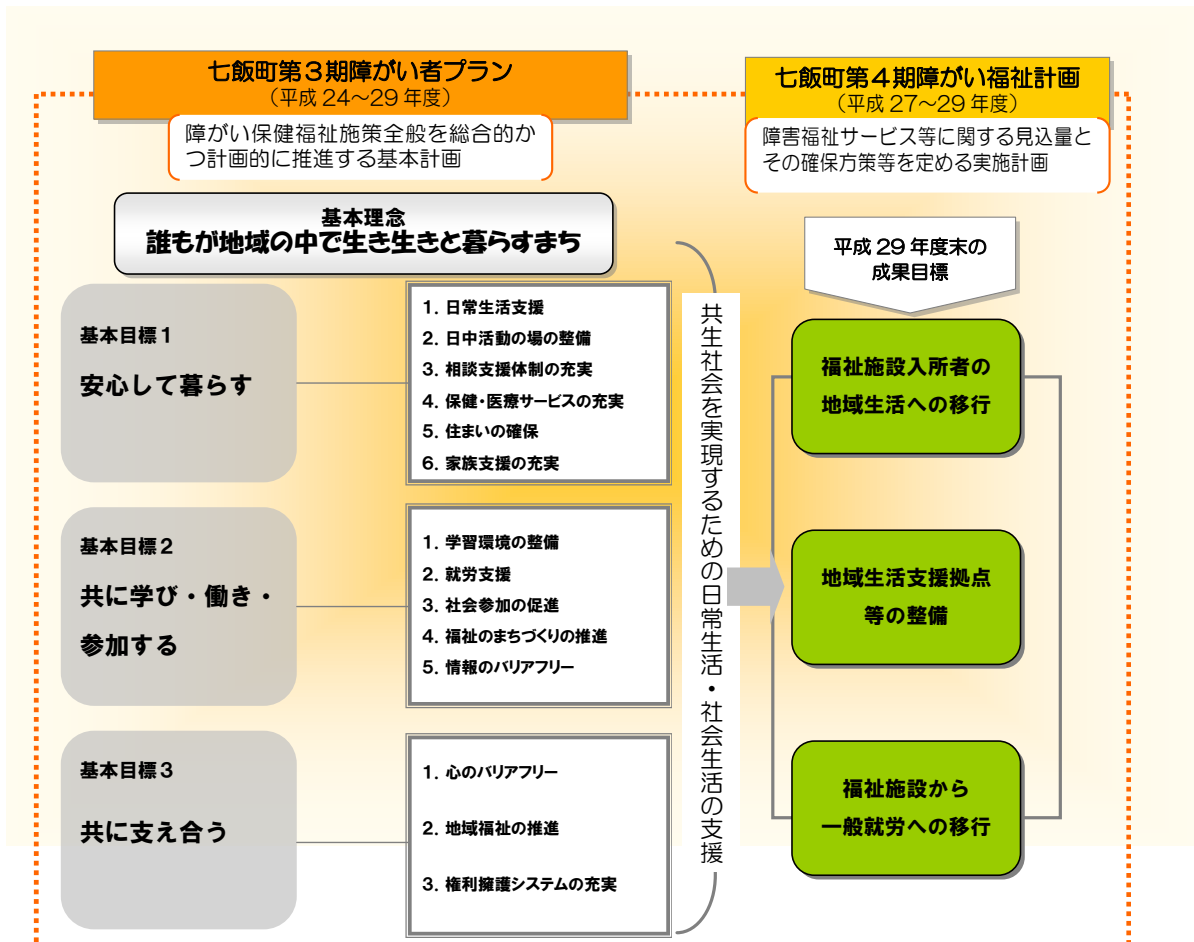 七飯町第３期障がい者プラン
（平成 24～29 年度）
障がい保健福祉施策全般を総合的か
つ計画的に推進する基本計画
基本理念
誰もが地域の中で生き生きと暮らすまち
基本目標１
安心して暮らす
１．日常生活支援
２．日中活動の場の整備
３．相談支援体制の充実
４．保健・医療サービスの充実
５．住まいの確保
６．家族支援の充実
基本目標２
共に学び・働き・
参加する
１．学習環境の整備
２．就労支援
３．社会参加の促進
４．福祉のまちづくりの推進
５．情報のバリアフリー
基本目標３
共に支え合う
１．心のバリアフリー
２．地域福祉の推進
３．権利擁護システムの充実
共生社会を実現するための日常生活・社会生活の支援
七飯町第４期障がい福祉計画
（平成 27～29 年度）
障害福祉サービス等に関する見込量と
その確保方策等を定める実施計画
平成 29 年度末の
成果目標
福祉施設入所者の
地域生活への移行
地域生活支援拠点
等の整備
福祉施設から
一般就労への移行